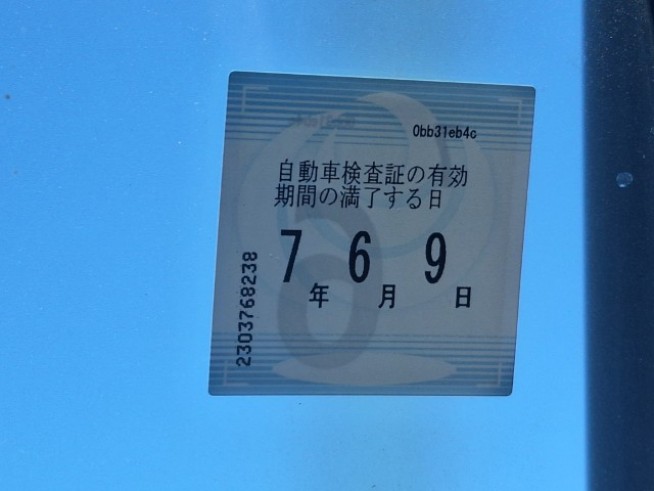 0bb31eb4c
自動車検査証の有効
期間の満了する日
7年 6月 9日
2303768238